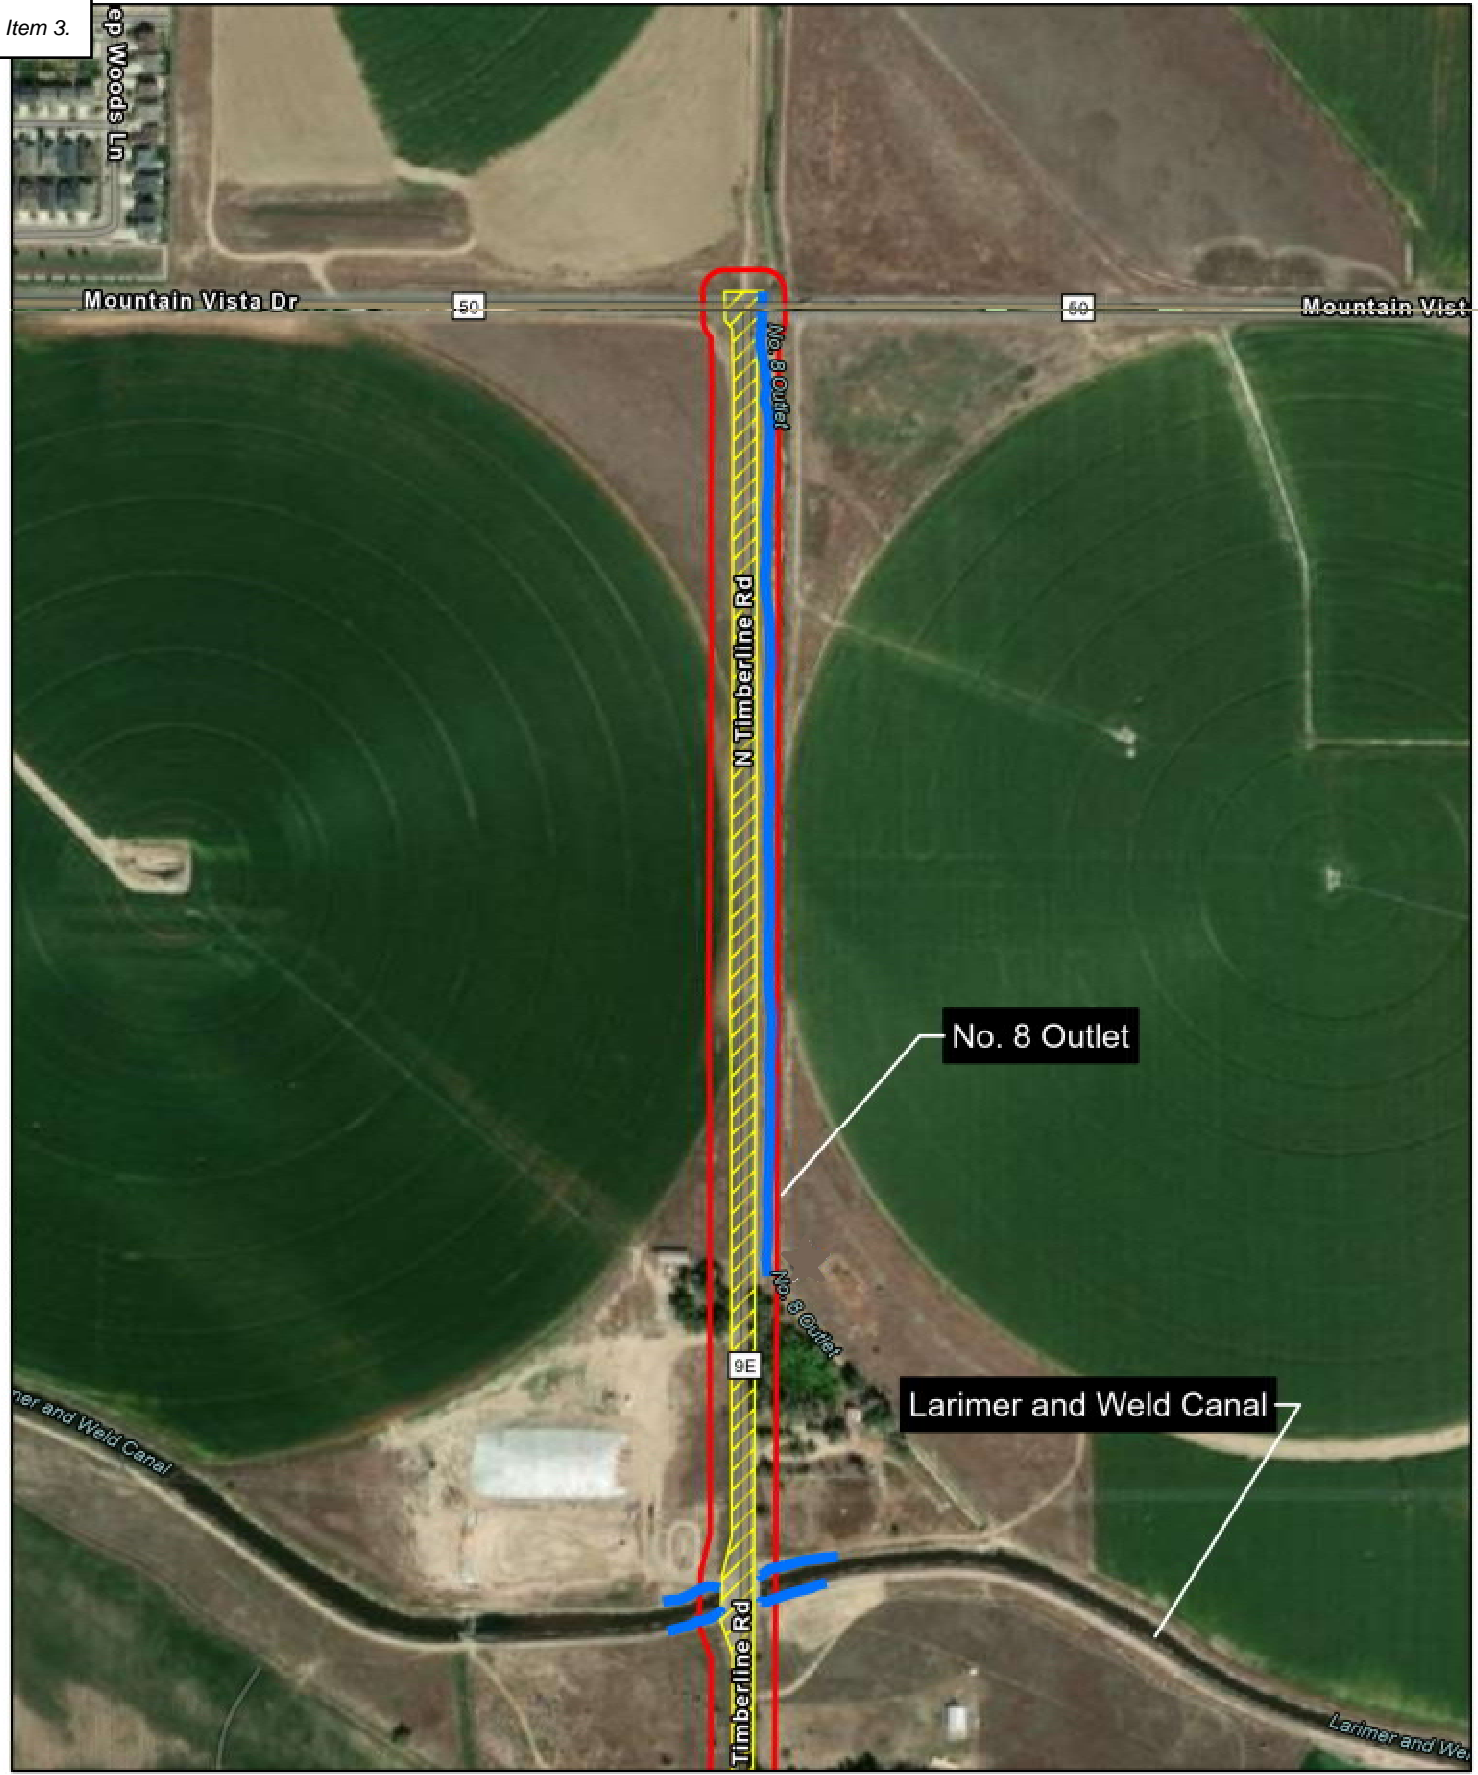 Item 3.
ep Woods Ln
Mountain Vista Dr
50
50
Mountain Vist
No. 8 Outlet
N Timberline Rd
No. 8 Outlet
No. 8 Outlet
9E
Larimer and Weld Canal
mer and Weld Canal
Timberline Rd
Larimer and We